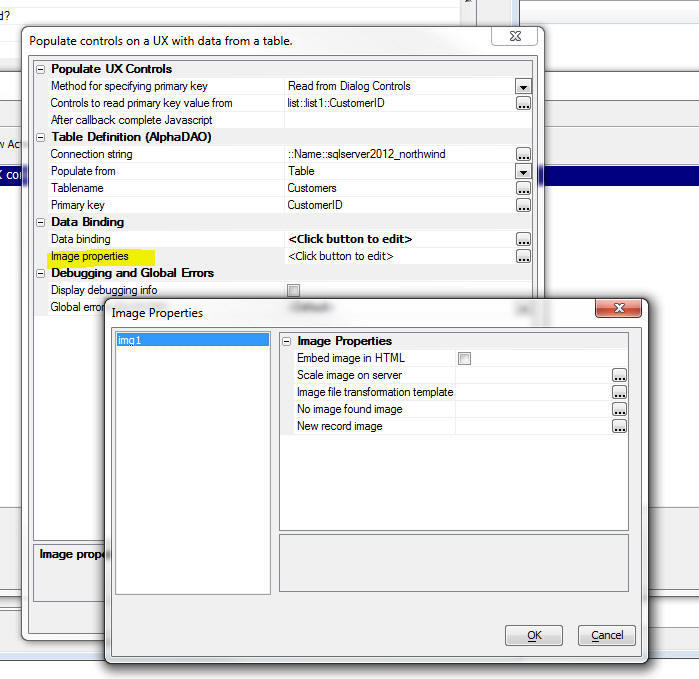 d?
Populate controls on a UX with data from a table.
Populate UX Controls
Method for specifying primary key Read from Dialog Controls
Controls to read primary key value from list::list1::CustomerID
After callback complete Javascript
Table Definition (AlphaDAO)
Connection string ::Name::sqlserver2012_northwind
Populate from Table
Tablename Customers
Primary key CustomerID
Data Binding
Data binding <Click button to edit>
Image properties <Click button to edit>
Debugging and Global Errors
Display debugging info
Global error
Image prope
w Ac
X co
Image Properties
img1
Image Properties
Embed image in HTML
Scale image on server
Image file transformation template
No image found image
New record image
OK Cancel